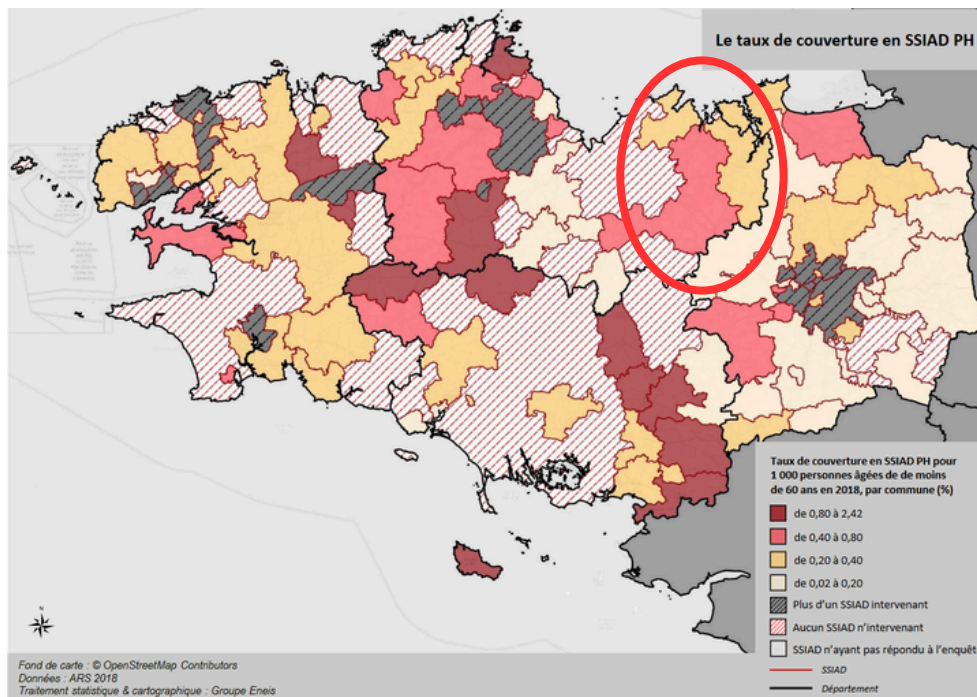 Le taux de couverture en SSIAD PH
Taux de couverture en SSIAD PH pour
1 000 personnes âgées de de moins
de 60 ans en 2018, par commune (%)
de 0,80 à 2,42
de 0,40 à 0,80
de 0,20 à 0,40
de 0,02 à 0,20
Plus d'un SSIAD intervenant
Aucun SSIAD n'intervenant
SSIAD n'ayant pas répondu à l'enquêt
SSIAD
Département
N
Fond de carte : © OpenStreetMap Contributors
Données : ARS 2018
Traitement statistique & cartographique : Groupe Eneis